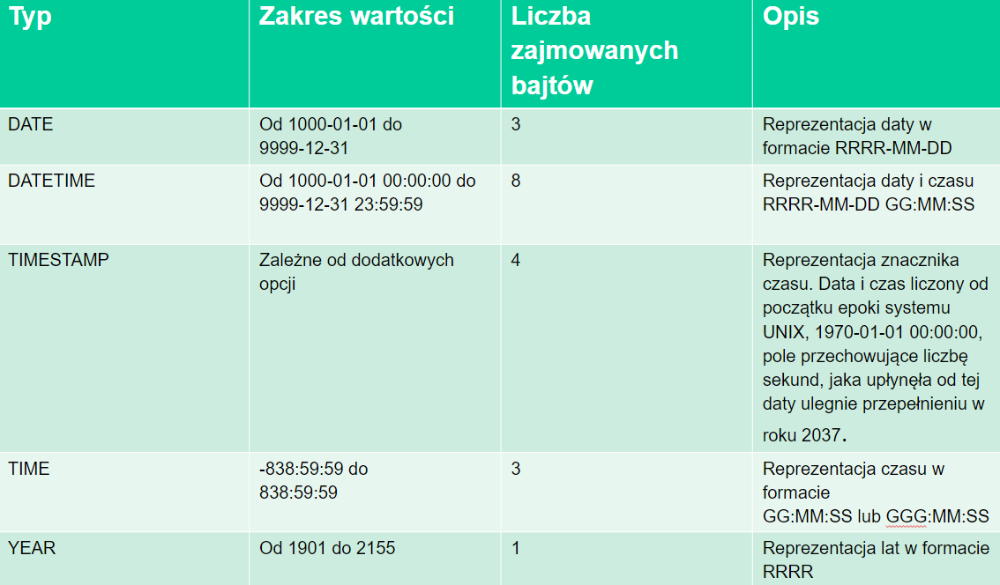 Typ
Zakres wartości
Liczba
zajmowanych
bajtów
Opis
DATE
Od 1000-01-01 do
9999-12-31
3
Reprezentacja daty w
formacie RRRR-MM-DD
DATETIME
Od 1000-01-01 00:00:00 do
9999-12-31 23:59:59
8
Reprezentacja daty i czasu
RRRR-MM-DD GG:MM:SS
TIMESTAMP
Zależne od dodatkowych
opcji
4
Reprezentacja znacznika
czasu. Data i czas liczony od
początku epoki systemu
UNIX, 1970-01-01 00:00:00,
pole przechowujące liczbę
sekund, jaka upłynęła od tej
daty ulegnie przepełnieniu w
roku 2037.
TIME
-838:59:59 do
838:59:59
3
Reprezentacja czasu w
formacie
GG:MM:SS lub GGG:MM:SS
YEAR
Od 1901 do 2155
1
Reprezentacja lat w formacie
RRRR